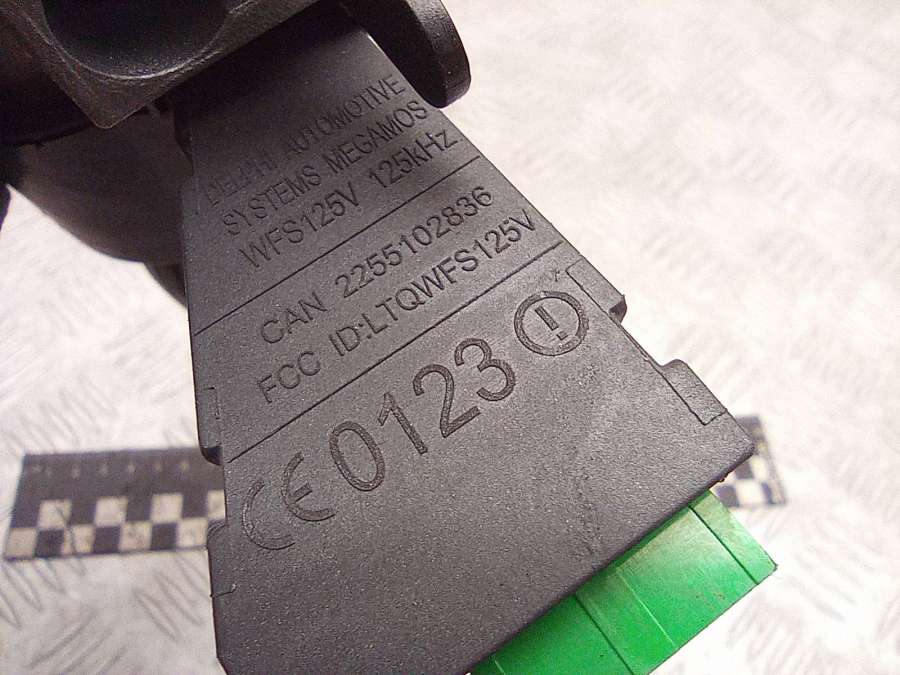 DELPHI AUTOMOTIVE
SYSTEMS MEGAMOS
WFS125V 125kHz
CAN 2255102836
FCC ID:LTQWFS125V
CE0123